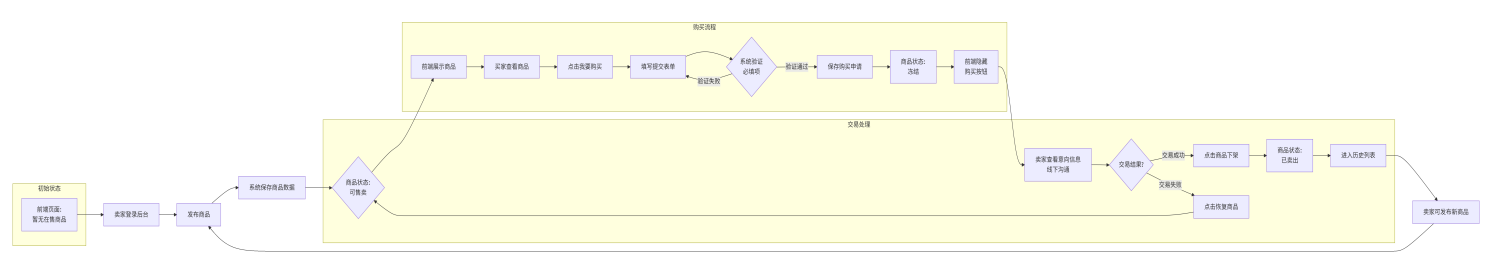 初始状态
前端页面:
暂无在售商品
卖家登录后台
发布商品
系统保存商品数据
交易处理
商品状态:
可售卖
购买流程
前端展示商品
买家查看商品
点击我要购买
填写提交表单
系统验证
必填项
验证失败
验证通过
保存购买申请
商品状态:
冻结
前端隐藏
购买按钮
卖家查看意向信息
线下沟通
交易结果?
交易成功
点击商品下架
商品状态:
已卖出
进入历史列表
交易失败
点击恢复商品
卖家可发布新商品